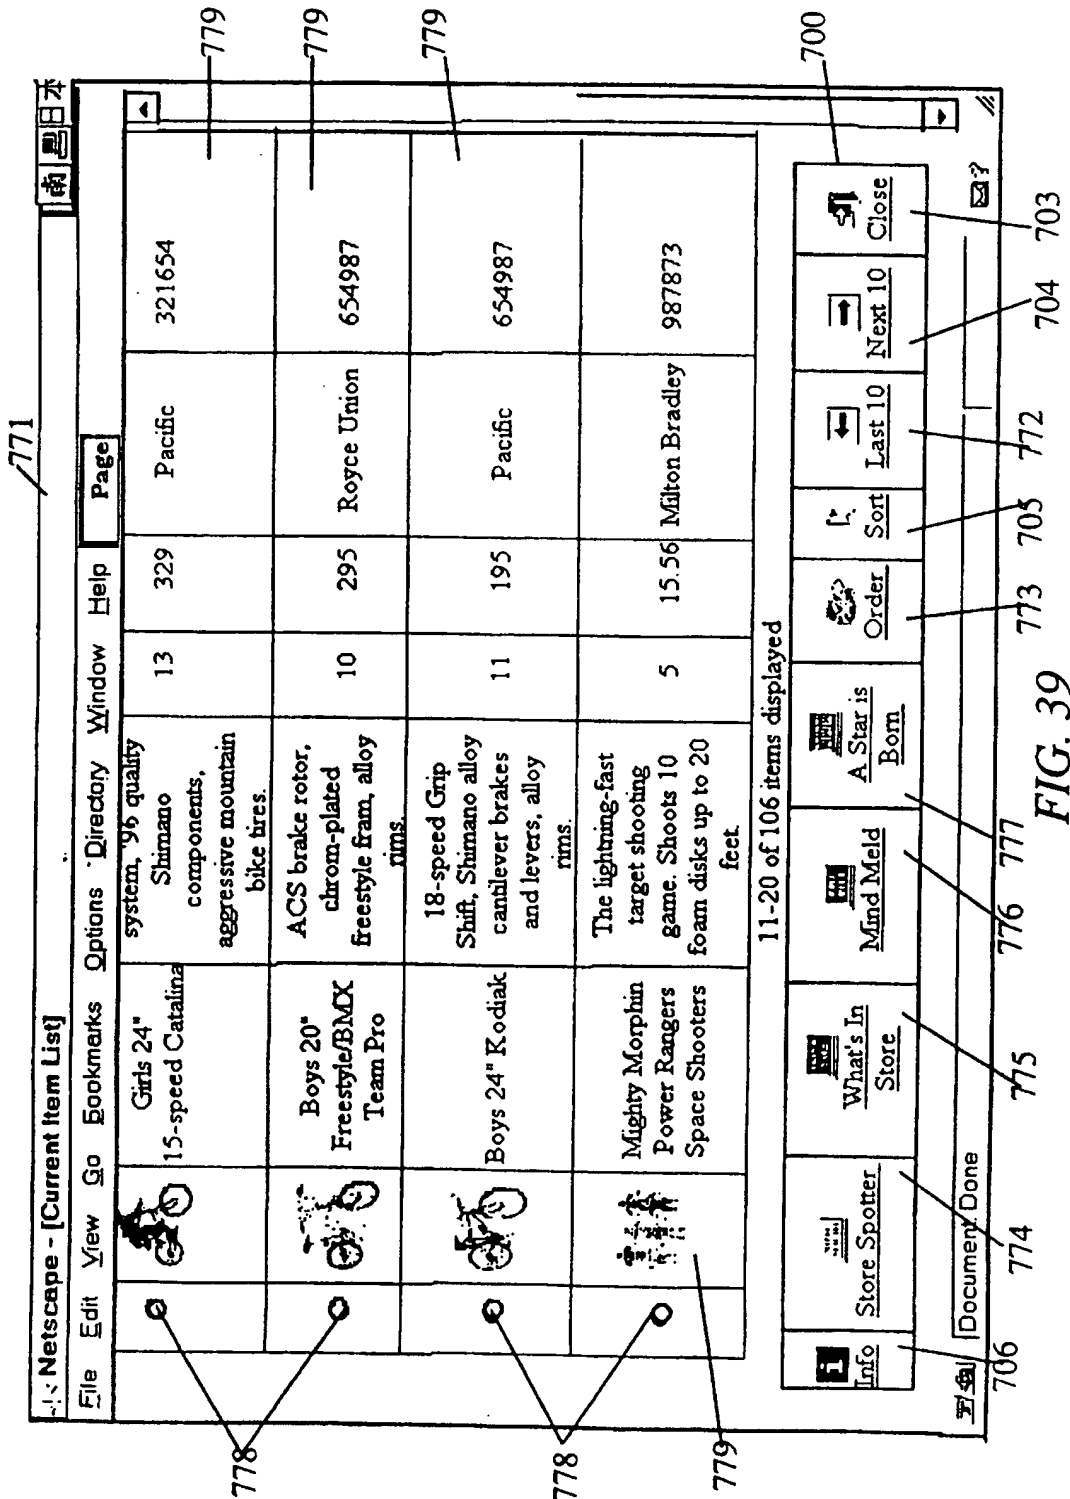 Netscape - [Current Item List]
File Edit View Go Bookmarks Options Directory Window Help Page
Girls 24"
15-speed Catalina
system, '96 quality
Shimano
components,
aggressive mountain
bike tires.
13
329
Pacific
321654
Boys 20"
Freestyle/BMX
Team Pro
ACS brake rotor,
chrom-plated
freestyle fram, alloy
rims.
10
295
Royce Union
654987
Boys 24" Kodiak
18-speed Grip
Shift, Shimano alloy
cantilever brakes
and levers, alloy
rims.
11
195
Pacific
654987
Mighty Morphin
Power Rangers
Space Shooters
The lightning-fast
target shooting
game. Shoots 10
foam disks up to 20
feet.
5
15.56
Milton Bradley
987873
11-20 of 106 items displayed
i
Info
Store Spotter
What's In
Store
Mind Meld
A Star is
Born
Order
Sort
Last 10
Next 10
Close
Document: Done
?
771
779
779
779
700
778
778
779
706
774
775
776
777
773
705
772
704
703
FIG. 39